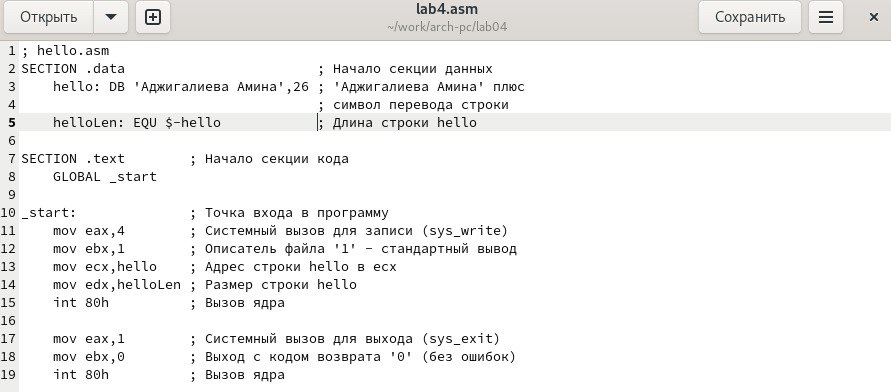 Открыть
lab4.asm
~/work/arch-pc/lab04
Сохранить
1 ; hello.asm
2 SECTION .data ; Начало секции данных
3 hello: DB 'Аджигалиева Амина',26 ; 'Аджигалиева Амина' плюс
4 ; символ перевода строки
5 helloLen: EQU $-hello ; Длина строки hello
6
7 SECTION .text ; Начало секции кода
8 GLOBAL _start
9
10 _start: ; Точка входа в программу
11 mov eax,4 ; Системный вызов для записи (sys_write)
12 mov ebx,1 ; Описатель файла '1' - стандартный вывод
13 mov ecx,hello ; Адрес строки hello в ecx
14 mov edx,helloLen ; Размер строки hello
15 int 80h ; Вызов ядра
16
17 mov eax,1 ; Системный вызов для выхода (sys_exit)
18 mov ebx,0 ; Выход с кодом возврата '0' (без ошибок)
19 int 80h ; Вызов ядра